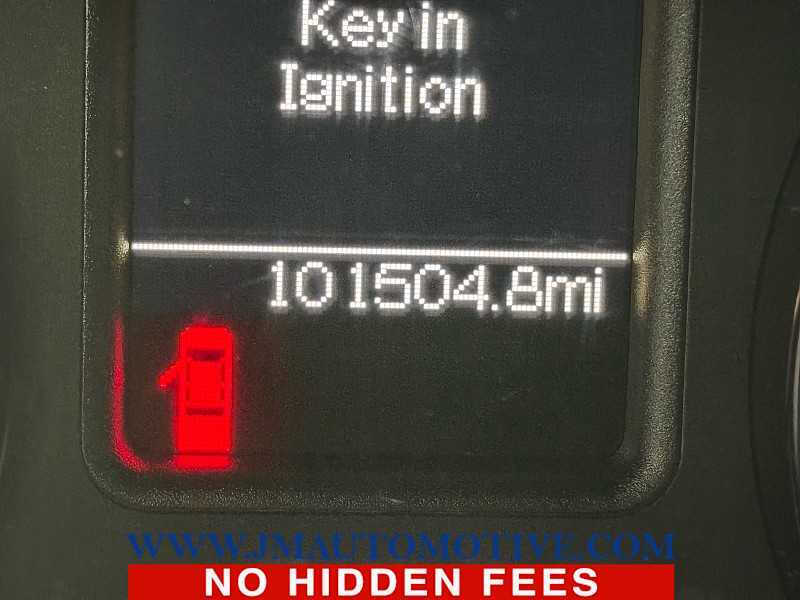 Key in
Ignition
101504.8mi
WWW.JMAUTOMOTIVE.COM
NO HIDDEN FEES